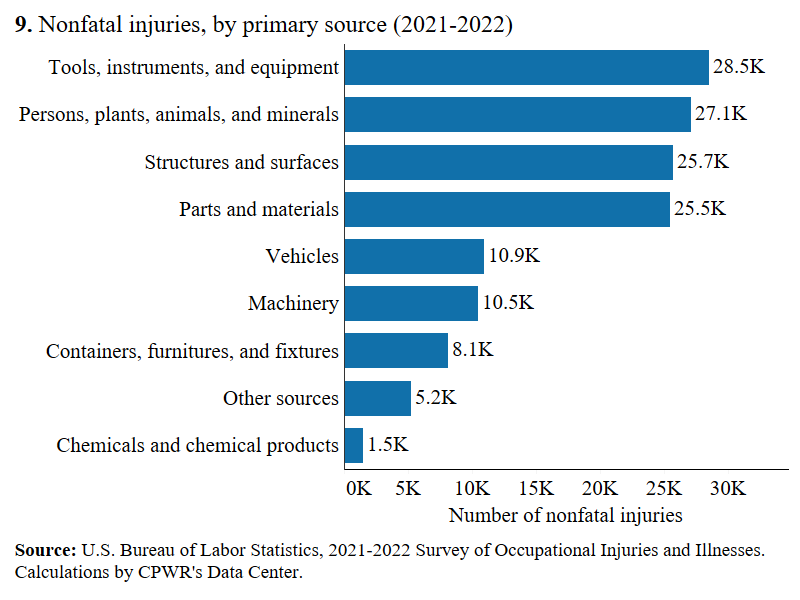 9. Nonfatal injuries, by primary source (2021-2022)
Tools, instruments, and equipment 28.5K
Persons, plants, animals, and minerals 27.1K
Structures and surfaces 25.7K
Parts and materials 25.5K
Vehicles 10.9K
Machinery 10.5K
Containers, furnitures, and fixtures 8.1K
Other sources 5.2K
Chemicals and chemical products 1.5K
0K 5K 10K 15K 20K 25K 30K
Number of nonfatal injuries
Source: U.S. Bureau of Labor Statistics, 2021-2022 Survey of Occupational Injuries and Illnesses.
Calculations by CPWR's Data Center.